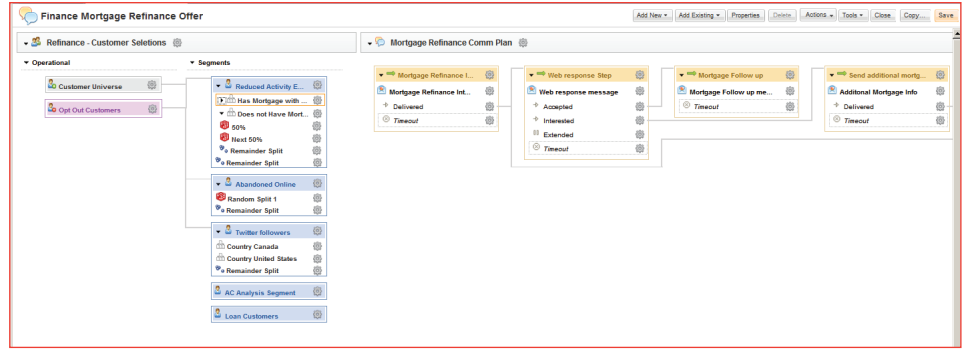 Finance Mortgage Refinance Offer
Add New Add Existing Properties Delete Actions Tools Close Copy... Save
Refinance - Customer Seletions
Operational
Segments
Customer Universe
Opt Out Customers
Reduced Activity E...
Has Mortgage with ...
Does not Have Mort...
50%
Next 50%
Remainder Split
Remainder Split
Abandoned Online
Random Split 1
Remainder Split
Twitter followers
Country Canada
Country United States
Remainder Split
AC Analysis Segment
Loan Customers
Mortgage Refinance Comm Plan
Mortgage Refinance I...
Mortgage Refinance Int...
Delivered
Timeout
Web response Step
Web response message
Accepted
Interested
Extended
Timeout
Mortgage Follow up
Mortgage Follow up me...
Timeout
Send additional mortg...
Additonal Mortgage Info
Delivered
Timeout